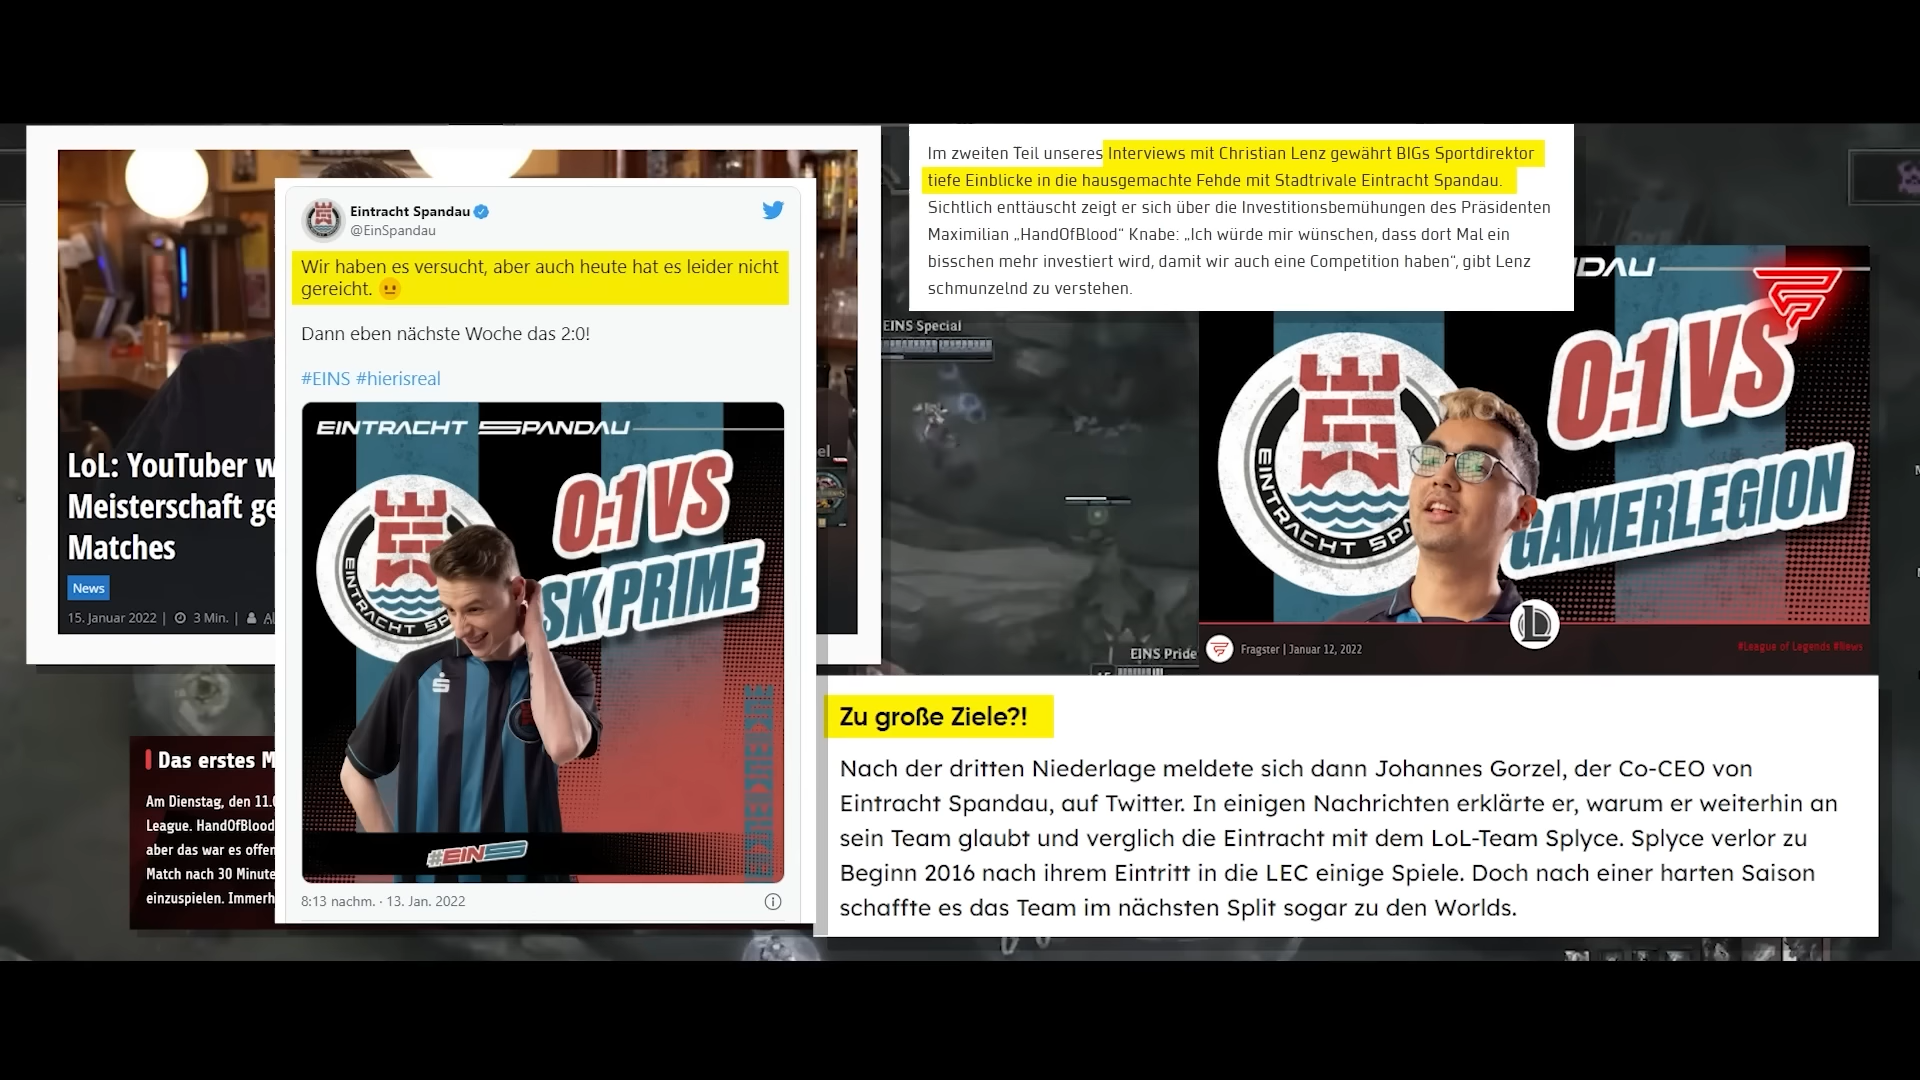 LoL: YouTuber w
Meisterschaft ge
Matches
News
15. Januar 2022 | 3 Min. |
Das erstes M
Am Dienstag, den 11.
League. HandOfBlood
aber das war es offen
Match nach 30 Minute
einzuspielen. Immerh
Eintracht Spandau
@EinSpandau
Wir haben es versucht, aber auch heute hat es leider nicht
gereicht. 😐
Dann eben nächste Woche das 2:0!
#EINS #hierisreal
EINTRACHT SPANDAU
0:1 VS
SK PRIME
EINTRACHT SP
#EINS
8:13 nachm. · 13. Jan. 2022
Im zweiten Teil unseres Interviews mit Christian Lenz gewährt BIGs Sportdirektor
tiefe Einblicke in die hausgemachte Fehde mit Stadtrivale Eintracht Spandau.
Sichtlich enttäuscht zeigt er sich über die Investitionsbemühungen des Präsidenten
Maximilian „HandOfBlood“ Knabe: „Ich würde mir wünschen, dass dort Mal ein
bisschen mehr investiert wird, damit wir auch eine Competition haben“, gibt Lenz
schmunzelnd zu verstehen.
EINS Special
NDAU
0:1 VS
GAMERLEGION
EINTRACHT SPA
EINS Pride
Fragster | Januar 12, 2022
#League of Legends #News
Zu große Ziele?!
Nach der dritten Niederlage meldete sich dann Johannes Gorzel, der Co-CEO von
Eintracht Spandau, auf Twitter. In einigen Nachrichten erklärte er, warum er weiterhin an
sein Team glaubt und verglich die Eintracht mit dem LoL-Team Splyce. Splyce verlor zu
Beginn 2016 nach ihrem Eintritt in die LEC einige Spiele. Doch nach einer harten Saison
schaffte es das Team im nächsten Split sogar zu den Worlds.